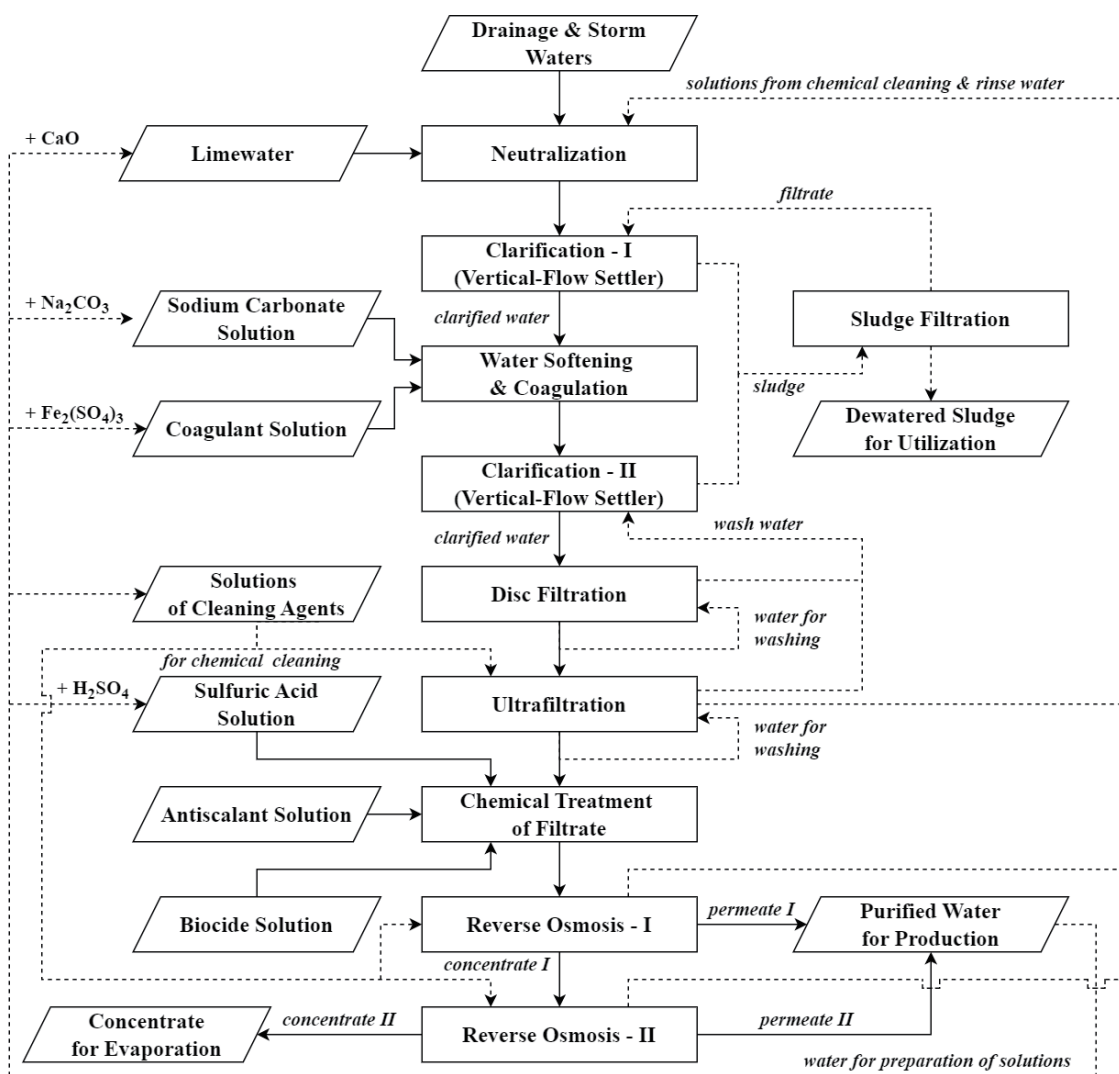 Drainage & Storm
Waters
solutions from chemical cleaning & rinse water
+ CaO
Limewater
Neutralization
filtrate
Clarification - I
(Vertical-Flow Settler)
+ Na₂CO₃
Sodium Carbonate
Solution
clarified water
Sludge Filtration
Water Softening
& Coagulation
sludge
+ Fe₂(SO₄)₃
Coagulant Solution
Dewatered Sludge
for Utilization
Clarification - II
(Vertical-Flow Settler)
clarified water
wash water
Solutions
of Cleaning Agents
Disc Filtration
water for
washing
for chemical cleaning
+ H₂SO₄
Sulfuric Acid
Solution
Ultrafiltration
water for
washing
Antiscalant Solution
Chemical Treatment
of Filtrate
Biocide Solution
Reverse Osmosis - I
permeate I
Purified Water
for Production
concentrate I
Concentrate
for Evaporation
concentrate II
Reverse Osmosis - II
permeate II
water for preparation of solutions